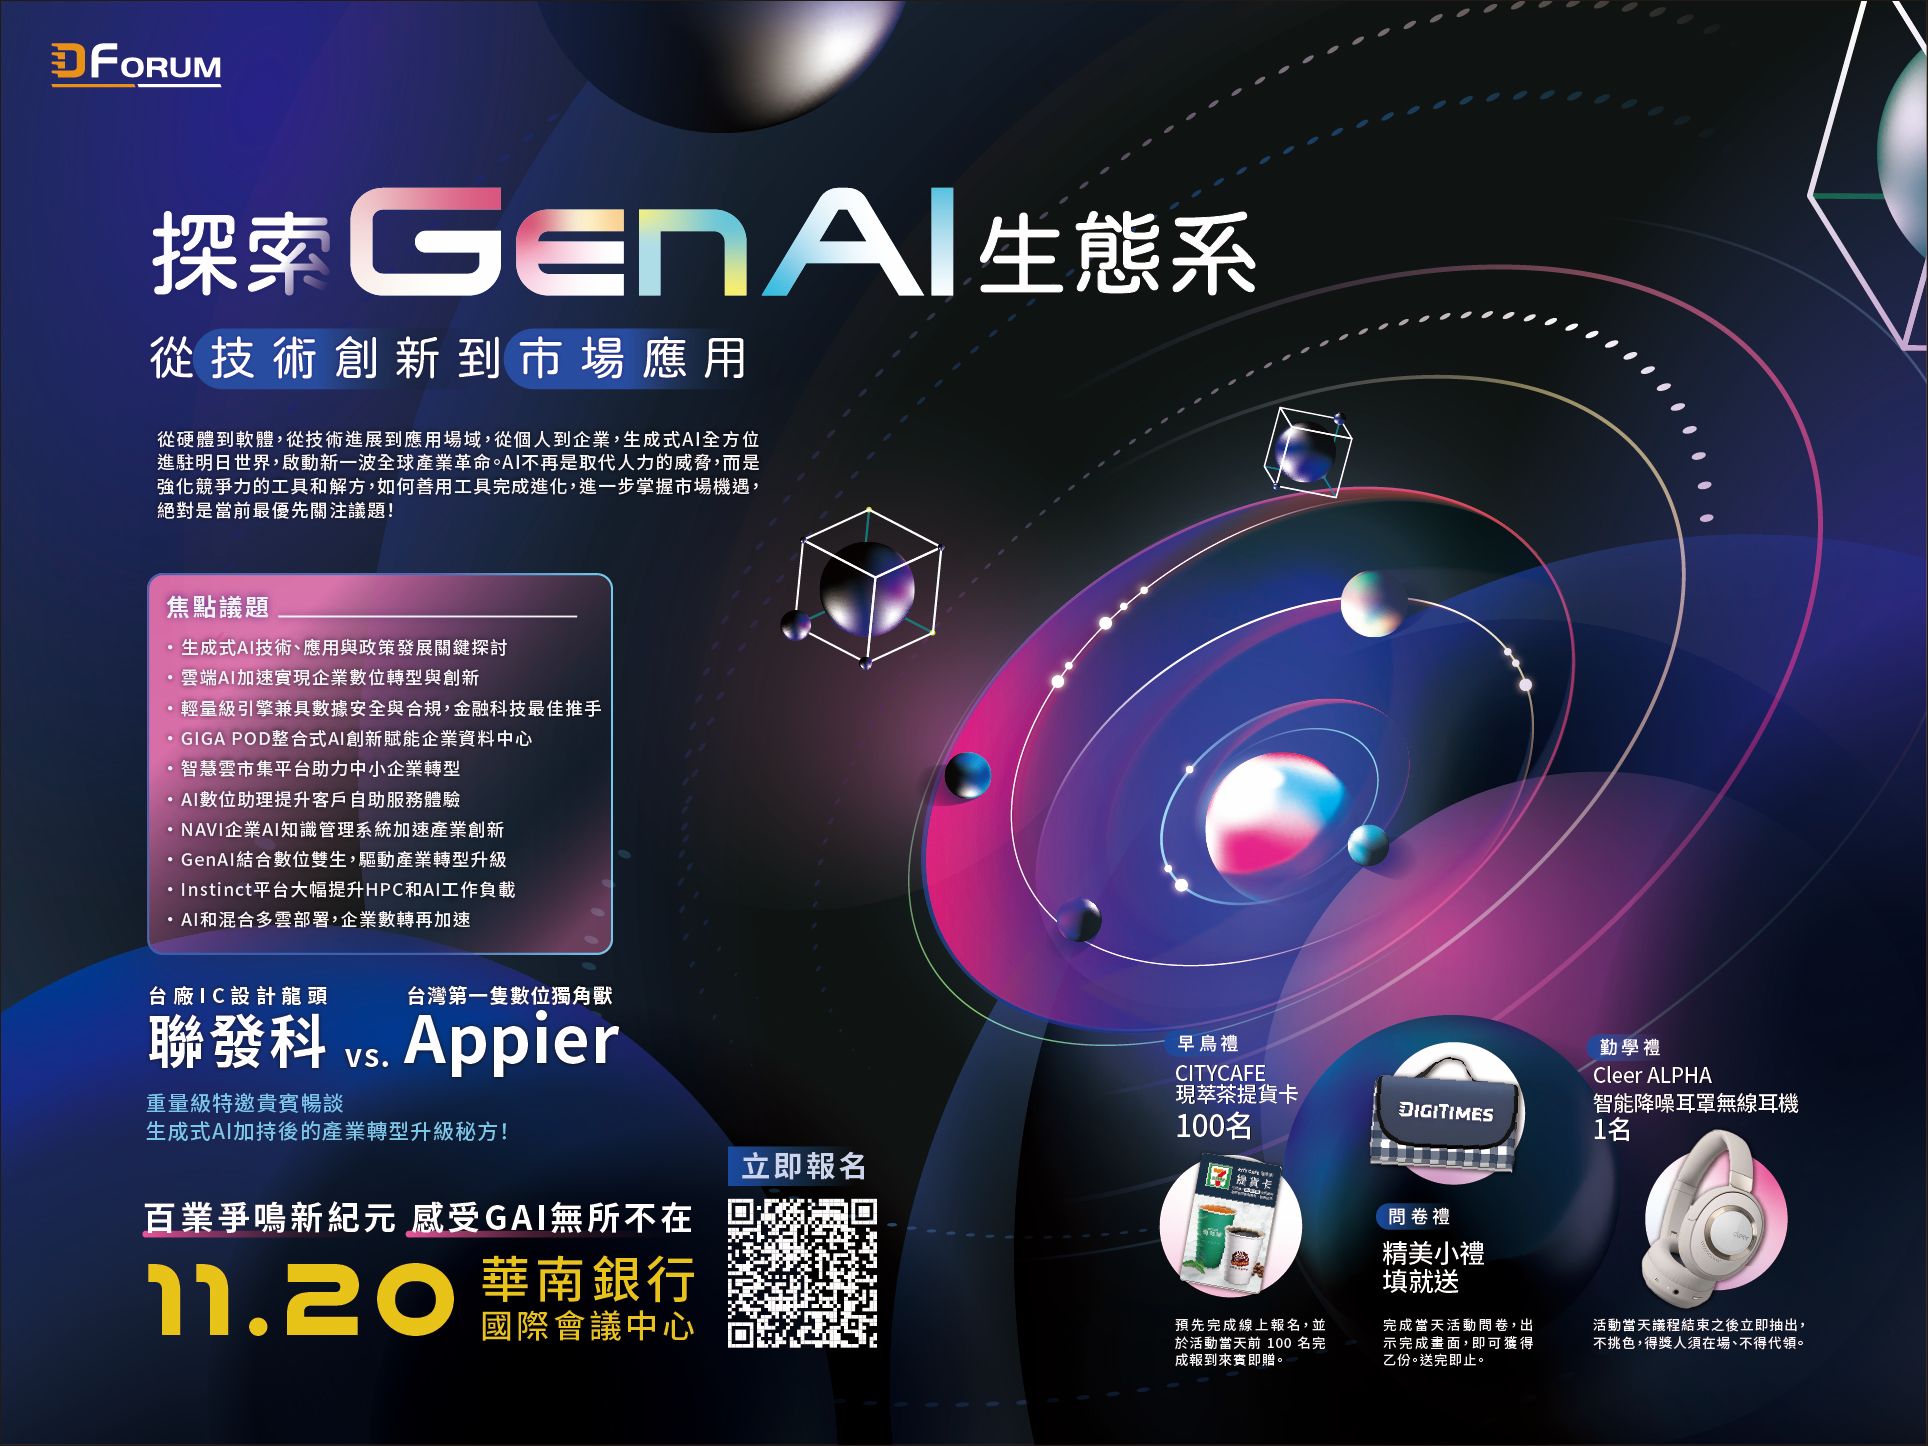 DFORUM
探索GenAI生態系
從技術創新到市場應用
從硬體到軟體,從技術進展到應用場域,從個人到企業,生成式AI全方位
進駐明日世界,啟動新一波全球產業革命。AI不再是取代人力的威脅,而是
強化競爭力的工具和解方,如何善用工具完成進化,進一步掌握市場機遇,
絕對是當前最優先關注議題!
焦點議題
・生成式AI技術、應用與政策發展關鍵探討
・雲端AI加速實現企業數位轉型與創新
・輕量級引擎兼具數據安全與合規,金融科技最佳推手
・GIGA POD整合式AI創新賦能企業資料中心
・智慧雲市集平台助力中小企業轉型
・AI數位助理提升客戶自助服務體驗
・NAVI企業AI知識管理系統加速產業創新
・GenAI結合數位雙生,驅動產業轉型升級
・Instinct平台大幅提升HPC和AI工作負載
・AI和混合多雲部署,企業數轉再加速
台廠IC設計龍頭
聯發科 vs.
台灣第一隻數位獨角獸
Appier
重量級特邀貴賓暢談
生成式AI加持後的產業轉型升級秘方!
百業爭鳴新紀元 感受GAI無所不在
11.20
華南銀行
國際會議中心
立即報名
早鳥禮
CITYCAFE
現萃茶提貨卡
100名
提貨卡
預先完成線上報名,並
於活動當天前 100 名完
成報到來賓即贈。
DIGITIMES
問卷禮
精美小禮
填就送
完成當天活動問卷,出
示完成畫面,即可獲得
乙份。送完即止。
勤學禮
Cleer ALPHA
智能降噪耳罩無線耳機
1名
cleer
活動當天議程結束之後立即抽出,
不挑色,得獎人須在場、不得代領。